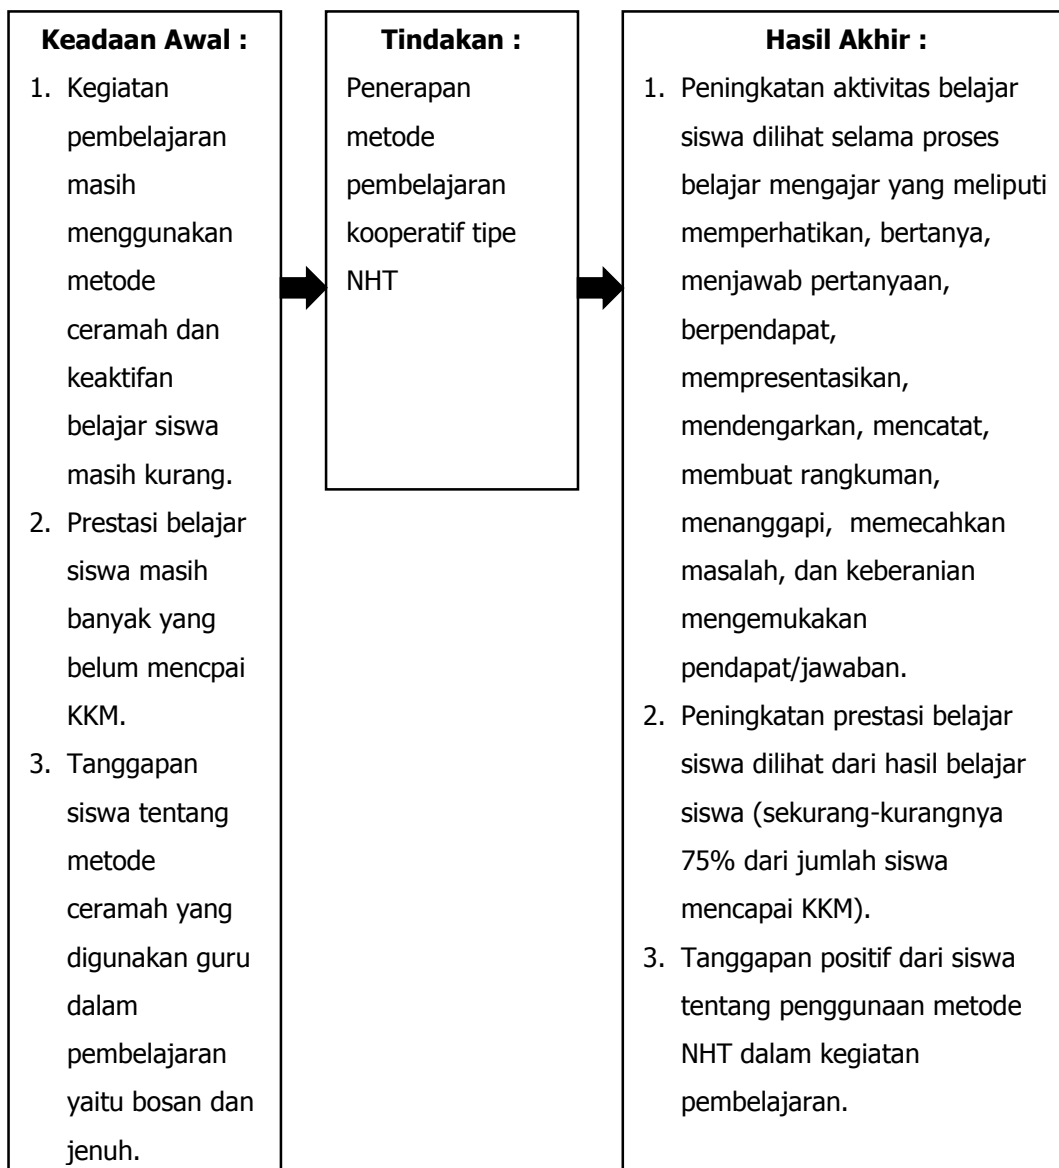 Keadaan Awal :
1. Kegiatan
pembelajaran
masih
menggunakan
metode
ceramah dan
keaktifan
belajar siswa
masih kurang.
2. Prestasi belajar
siswa masih
banyak yang
belum mencpai
KKM.
3. Tanggapan
siswa tentang
metode
ceramah yang
digunakan guru
dalam
pembelajaran
yaitu bosan dan
jenuh.
Tindakan :
Penerapan
metode
pembelajaran
kooperatif tipe
NHT
Hasil Akhir :
1. Peningkatan aktivitas belajar
siswa dilihat selama proses
belajar mengajar yang meliputi
memperhatikan, bertanya,
menjawab pertanyaan,
berpendapat,
mempresentasikan,
mendengarkan, mencatat,
membuat rangkuman,
menanggapi, memecahkan
masalah, dan keberanian
mengemukakan
pendapat/jawaban.
2. Peningkatan prestasi belajar
siswa dilihat dari hasil belajar
siswa (sekurang-kurangnya
75% dari jumlah siswa
mencapai KKM).
3. Tanggapan positif dari siswa
tentang penggunaan metode
NHT dalam kegiatan
pembelajaran.